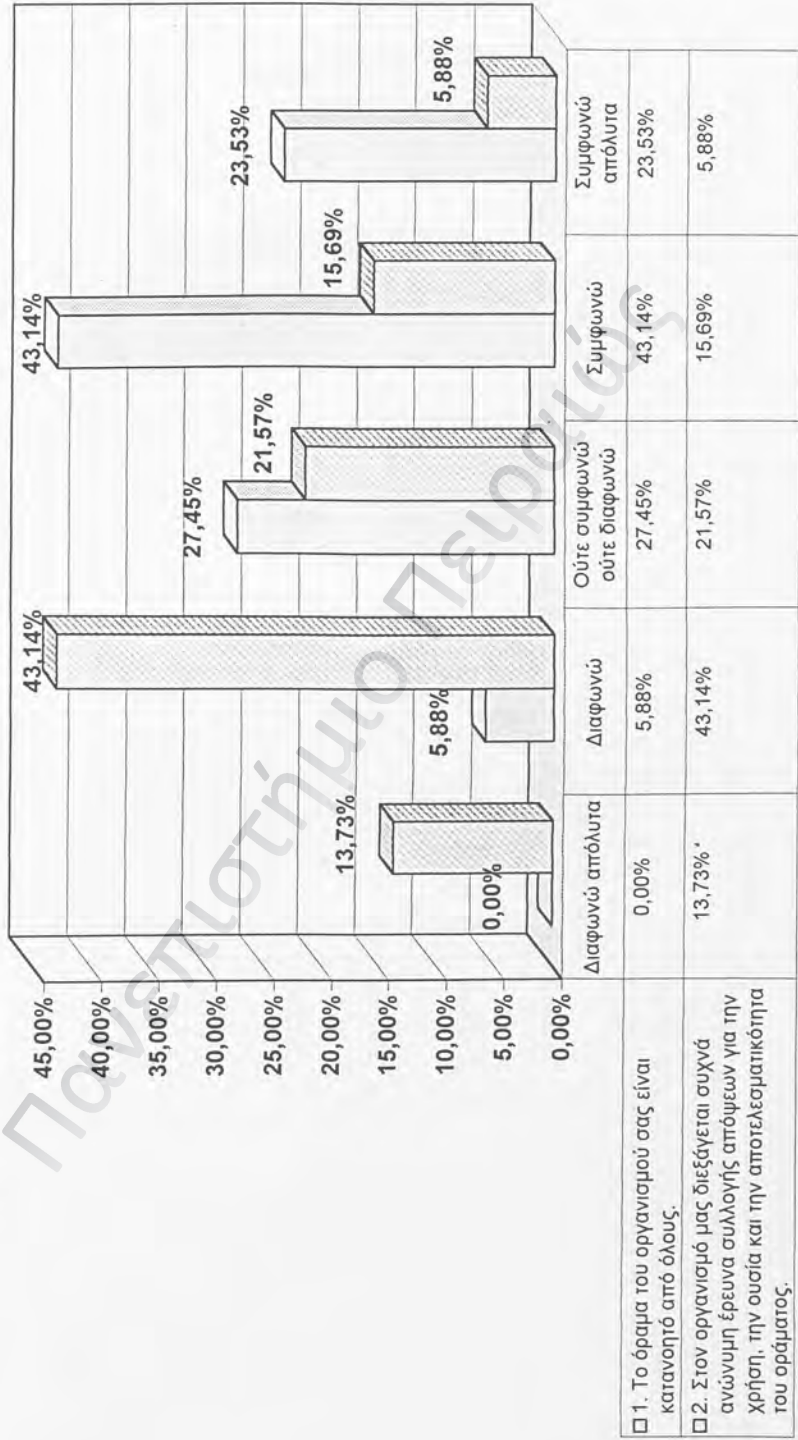 43,14%
43,14%
27,45%
21,57%
23,53%
15,69%
13,73%
5,88%
5,88%
0,00%
45,00%
40,00%
35,00%
30,00%
25,00%
20,00%
15,00%
10,00%
5,00%
0,00%
Διαφωνώ απόλυτα
Διαφωνώ
Ούτε συμφωνώ
ούτε διαφωνώ
Συμφωνώ
Συμφωνώ
απόλυτα
1. Το όραμα του οργανισμού σας είναι
κατανοητό από όλους.
0,00%
5,88%
27,45%
43,14%
23,53%
2. Στον οργανισμό μας διεξάγεται συχνά
ανώνυμη έρευνα συλλογής απόψεων για την
χρήση, την ουσία και την αποτελεσματικότητα
του οράματος.
13,73%
43,14%
21,57%
15,69%
5,88%
Πανεπιστήμιο Πειραιώς